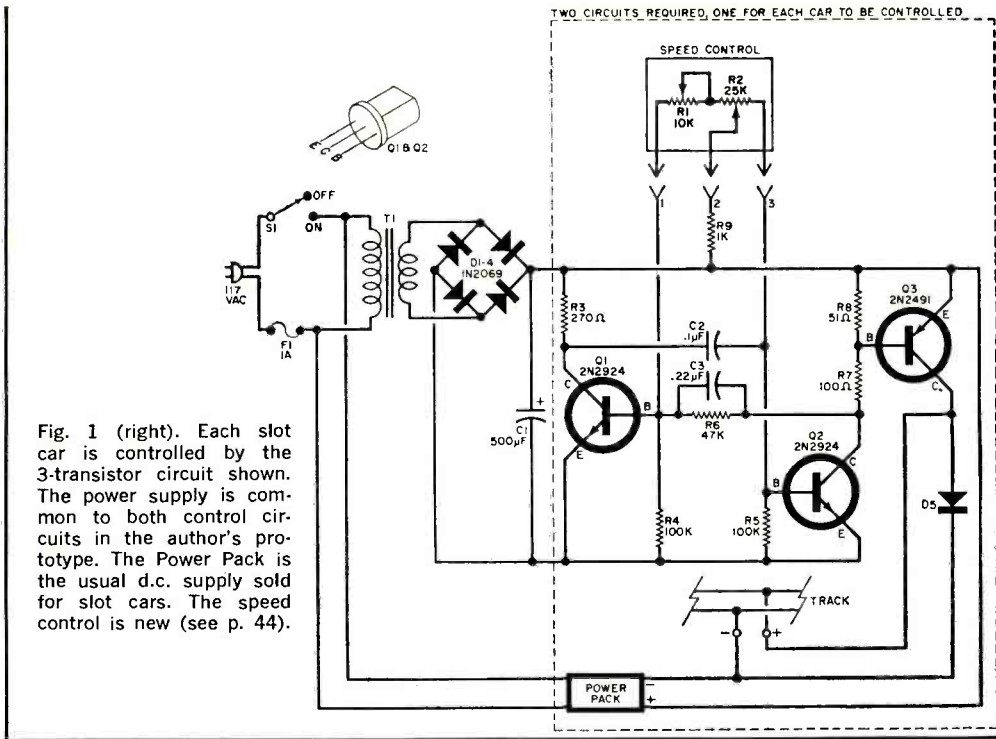 TWO CIRCUITS REQUIRED, ONE FOR EACH CAR TO BE CONTROLLED
SPEED CONTROL
R1
10K
R2
25K
E
C
B
Q1 & Q2
OFF
S1
ON
T1
117
VAC
F1
1A
D1-4
1N2069
1
2
3
R9
1K
R3
270Ω
C2
.1µF
C3
.22µF
R6
47K
Q1
2N2924
C
B
E
+
C1
500µF
R8
51Ω
R7
100Ω
Q3
2N2491
E
B
C
Q2
2N2924
C
B
E
R4
100K
R5
100K
D5
TRACK
-
+
POWER
PACK
-
+
Fig. 1 (right). Each slot
car is controlled by the
3-transistor circuit shown.
The power supply is com-
mon to both control cir-
cuits in the author's pro-
totype. The Power Pack is
the usual d.c. supply sold
for slot cars. The speed
control is new (see p. 44).